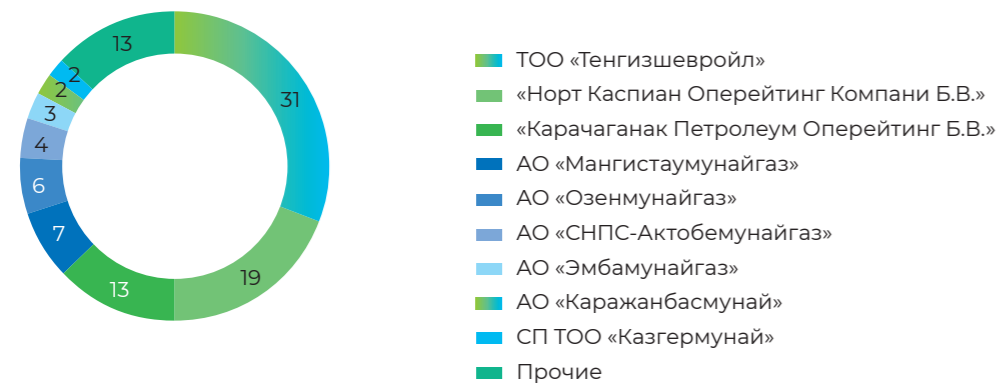 13
2
2
3
4
6
7
13
19
31
ТОО «Тенгизшевройл»
«Норт Каспиан Оперейтинг Компани Б.В.»
«Карачаганак Петролеум Оперейтинг Б.В.»
АО «Мангистаумунайгаз»
АО «Озенмунайгаз»
АО «СНПС-Актобемунайгаз»
АО «Эмбамунайгаз»
АО «Каражанбасмунай»
СП ТОО «Казгермунай»
Прочие